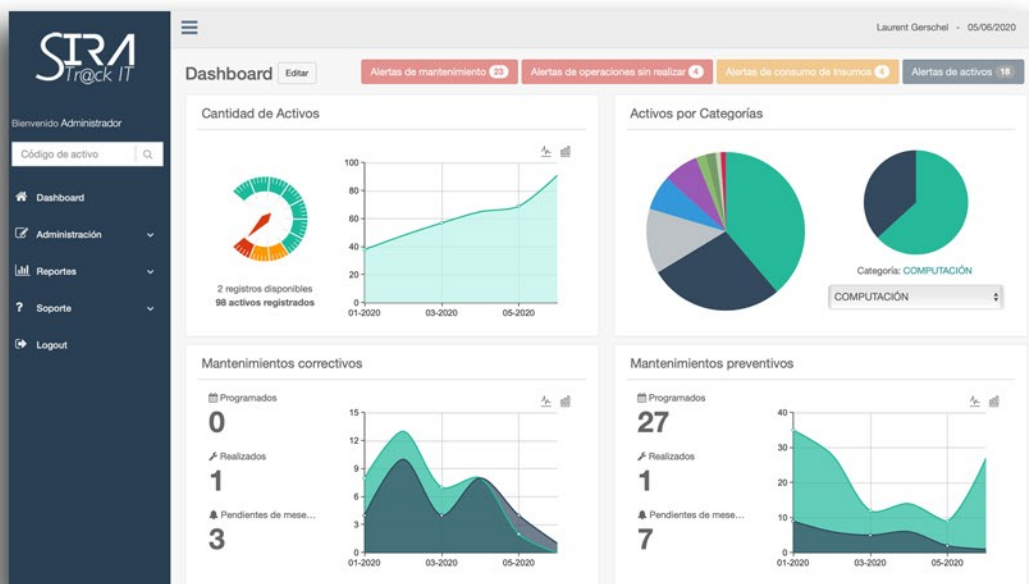 SIRA
Tr@ck IT
Laurent Gerschel - 05/06/2020
Bienvenido Administrador
Código de activo
Dashboard
Administración
Reportes
Soporte
Logout
Dashboard
Editar
Alertas de mantenimiento 23
Alertas de operaciones sin realizar 4
Alertas de consumo de Insumos 4
Alertas de activos 18
Cantidad de Activos
2 registros disponibles
98 activos registrados
100
80
60
40
20
0
01-2020
03-2020
05-2020
Activos por Categorías
Categoría: COMPUTACIÓN
COMPUTACIÓN
Mantenimientos correctivos
Programados
0
Realizados
1
Pendientes de mese...
3
15
12
9
6
3
0
01-2020
03-2020
05-2020
Mantenimientos preventivos
Programados
27
Realizados
1
Pendientes de mese...
7
40
30
20
10
0
01-2020
03-2020
05-2020